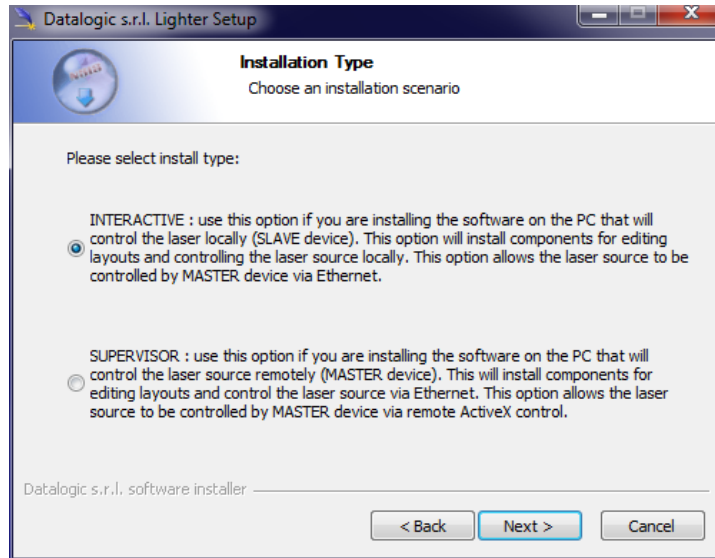 Datalogic s.r.l. Lighter Setup
Installation Type
Choose an installation scenario
Please select install type:
INTERACTIVE : use this option if you are installing the software on the PC that will
control the laser locally (SLAVE device). This option will install components for editing
layouts and controlling the laser source locally. This option allows the laser source to be
controlled by MASTER device via Ethernet.
SUPERVISOR : use this option if you are installing the software on the PC that will
control the laser source remotely (MASTER device). This will install components for
editing layouts and control the laser source via Ethernet. This option allows the laser
source to be controlled by MASTER device via remote ActiveX control.
Datalogic s.r.l. software installer
< Back
Next >
Cancel